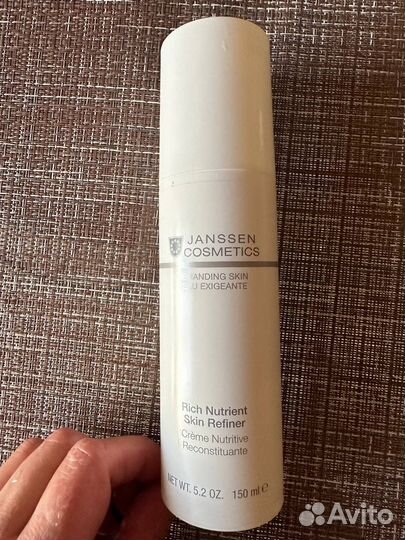 JANSSEN
COSMETICS
ANDING SKIN
U EXIGEANTE
Rich Nutrient
Skin Refiner
Crème Nutritive
Reconstituante
NET WT. 5.2 OZ. 150 ml ℮
Avito